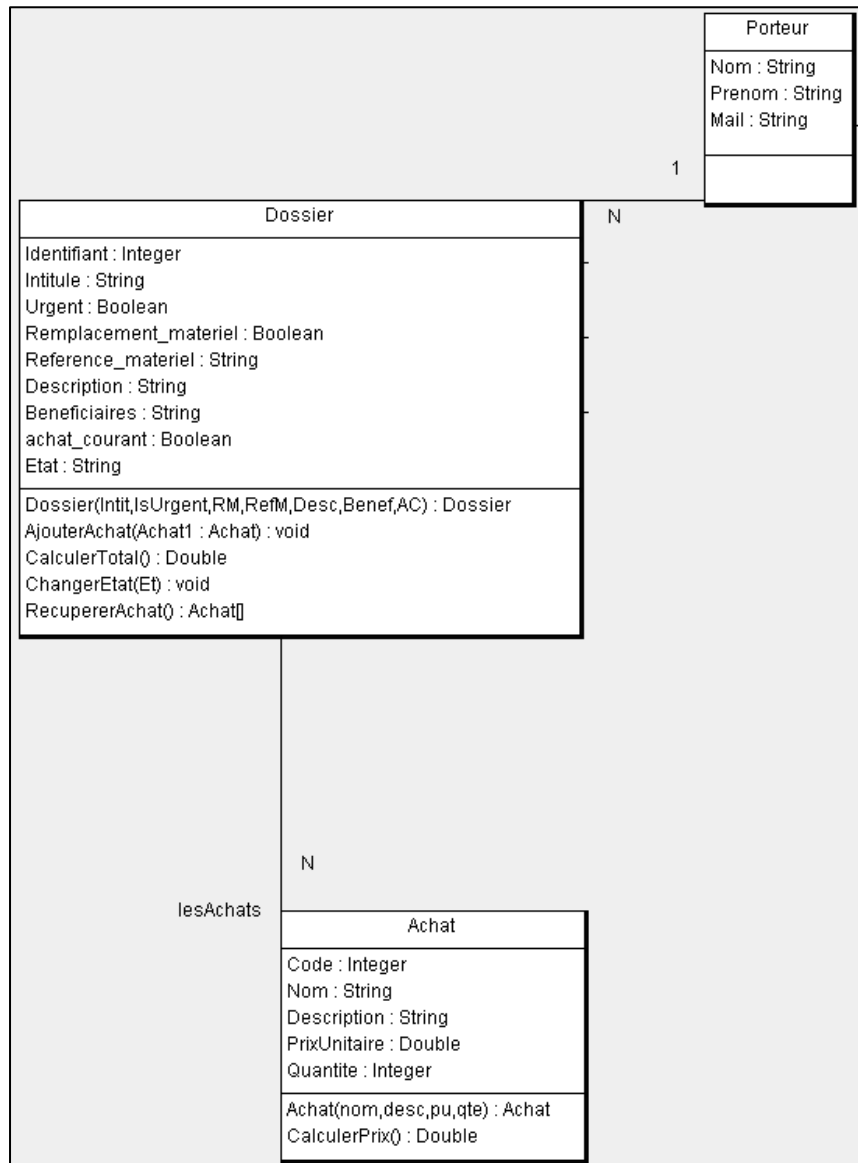 Porteur
Nom : String
Prenom : String
Mail : String
1
N
Dossier
Identifiant : Integer
Intitule : String
Urgent : Boolean
Remplacement_materiel : Boolean
Reference_materiel : String
Description : String
Beneficiaires : String
achat_courant : Boolean
Etat : String
Dossier(Intit,IsUrgent,RM,RefM,Desc,Benef,AC) : Dossier
AjouterAchat(Achat1 : Achat) : void
CalculerTotal() : Double
ChangerEtat(Et) : void
RecupererAchat() : Achat[]
N
lesAchats
Achat
Code : Integer
Nom : String
Description : String
PrixUnitaire : Double
Quantite : Integer
Achat(nom,desc,pu,qte) : Achat
CalculerPrix() : Double